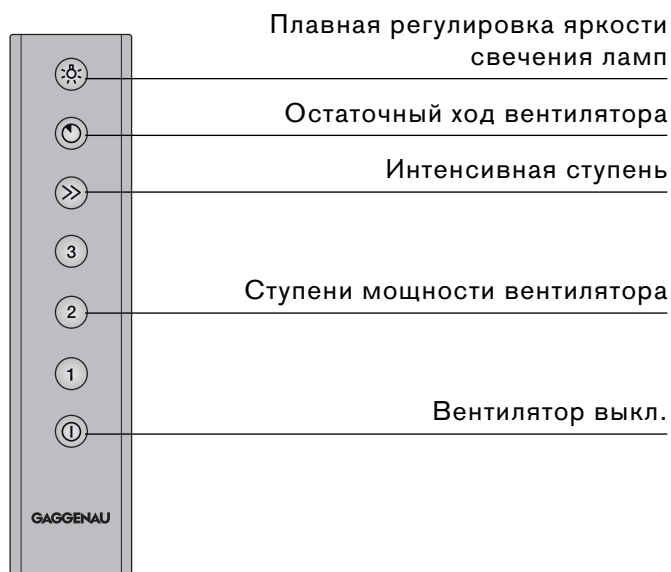 Плавная регулировка яркости
свечения ламп
Остаточный ход вентилятора
Интенсивная ступень
3
Ступени мощности вентилятора
2
1
Вентилятор выкл.
GAGGENAU